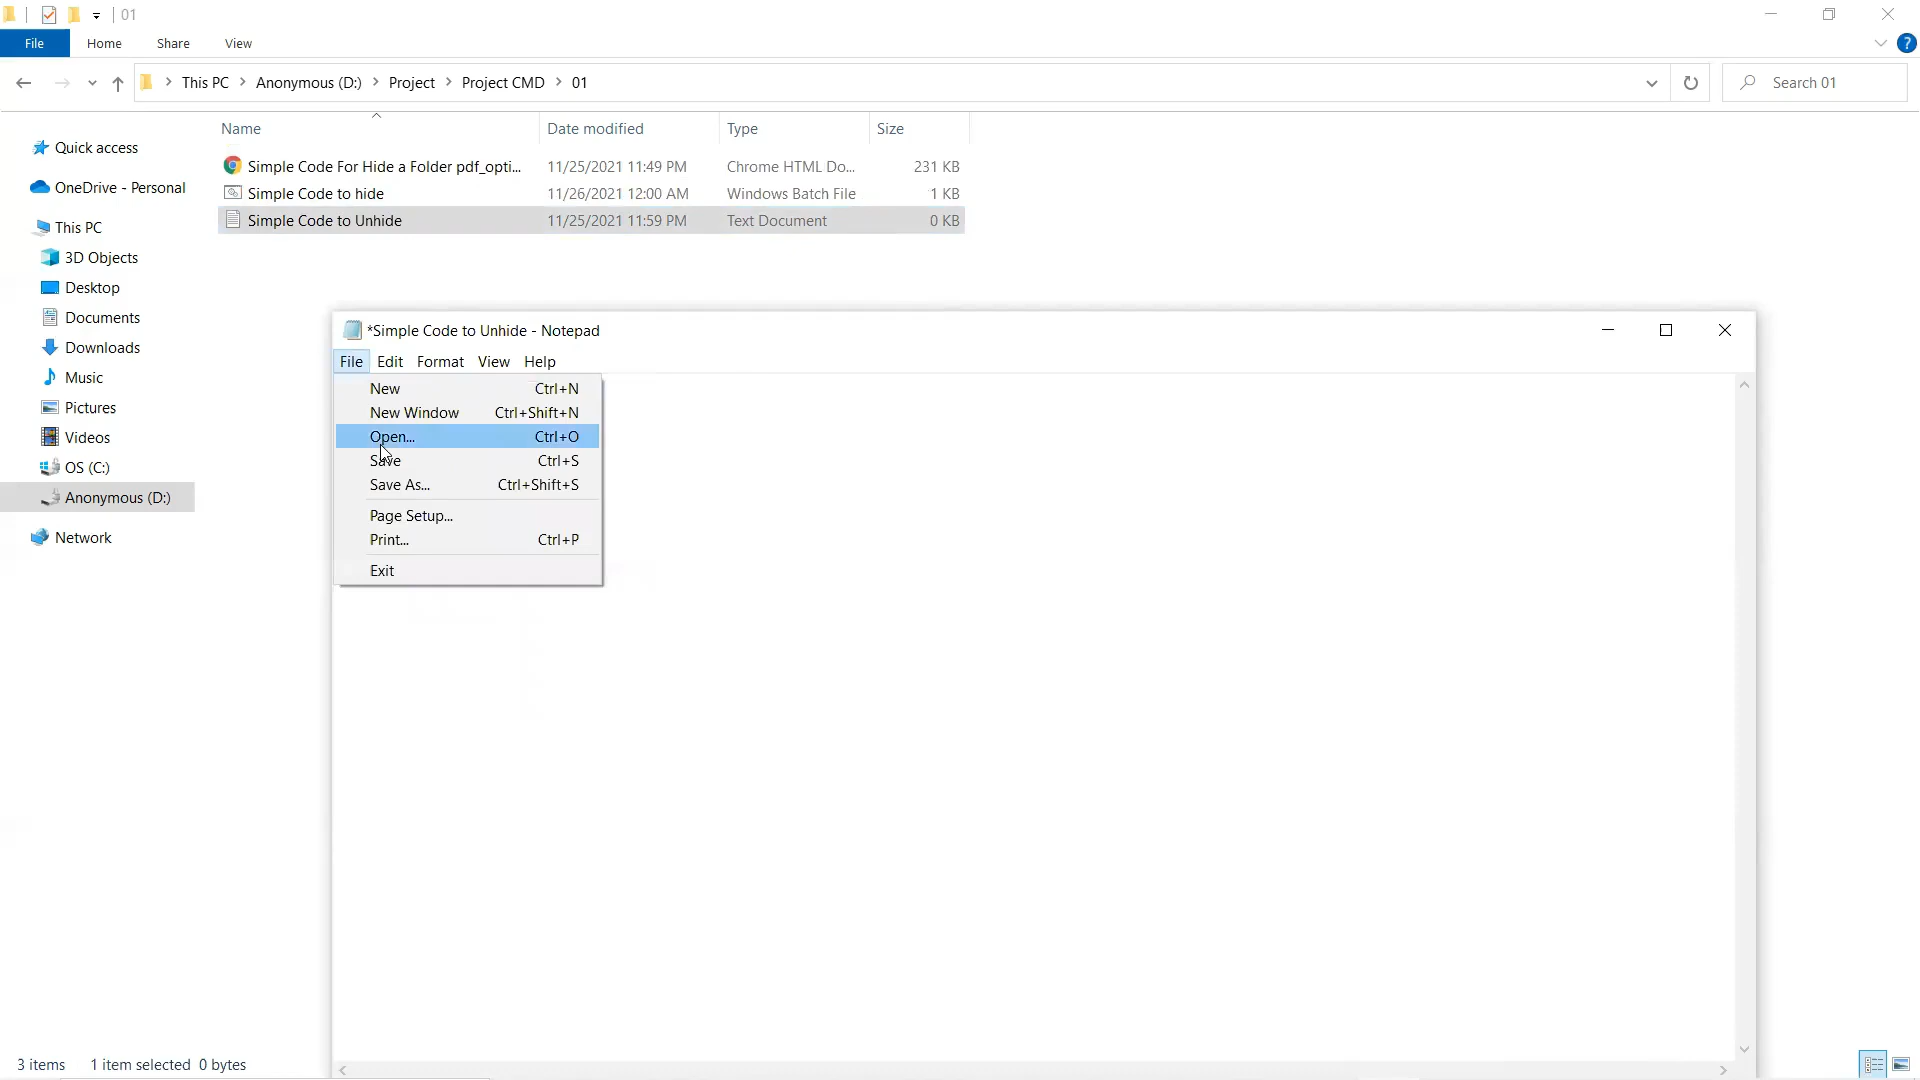 01
File Home Share View
This PC Anonymous (D:) Project Project CMD 01 Search 01
Name Date modified Type Size
Simple Code For Hide a Folder pdf_opti... 11/25/2021 11:49 PM Chrome HTML Do... 231 KB
Simple Code to hide 11/26/2021 12:00 AM Windows Batch File 1 KB
Simple Code to Unhide 11/25/2021 11:59 PM Text Document 0 KB
Quick access
OneDrive - Personal
This PC
3D Objects
Desktop
Documents
Downloads
Music
Pictures
Videos
OS (C:)
Anonymous (D:)
Network
*Simple Code to Unhide - Notepad
File Edit Format View Help
New Ctrl+N
New Window Ctrl+Shift+N
Open... Ctrl+O
Save Ctrl+S
Save As... Ctrl+Shift+S
Page Setup...
Print... Ctrl+P
Exit
3 items 1 item selected 0 bytes